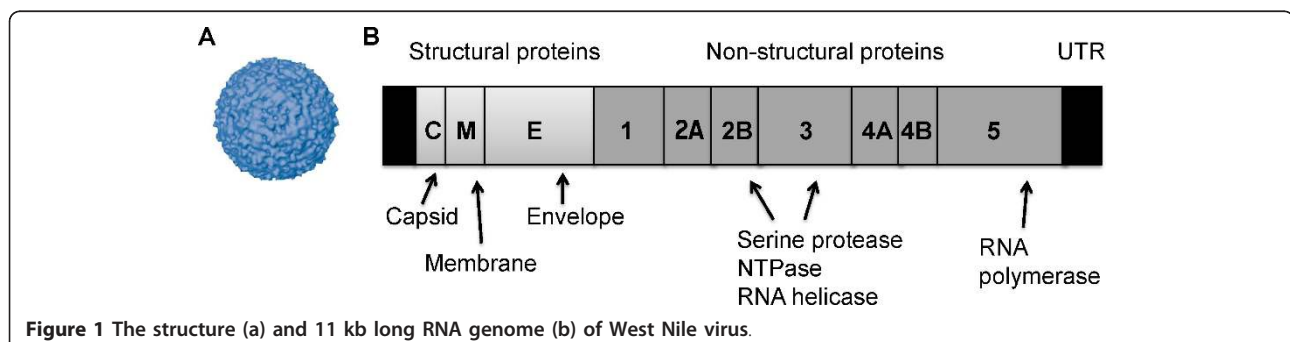 A
B
Structural proteins Non-structural proteins UTR
C M E 1 2A 2B 3 4A 4B 5
Capsid
Membrane
Envelope
Serine protease
NTPase
RNA helicase
RNA
polymerase
Figure 1 The structure (a) and 11 kb long RNA genome (b) of West Nile virus.